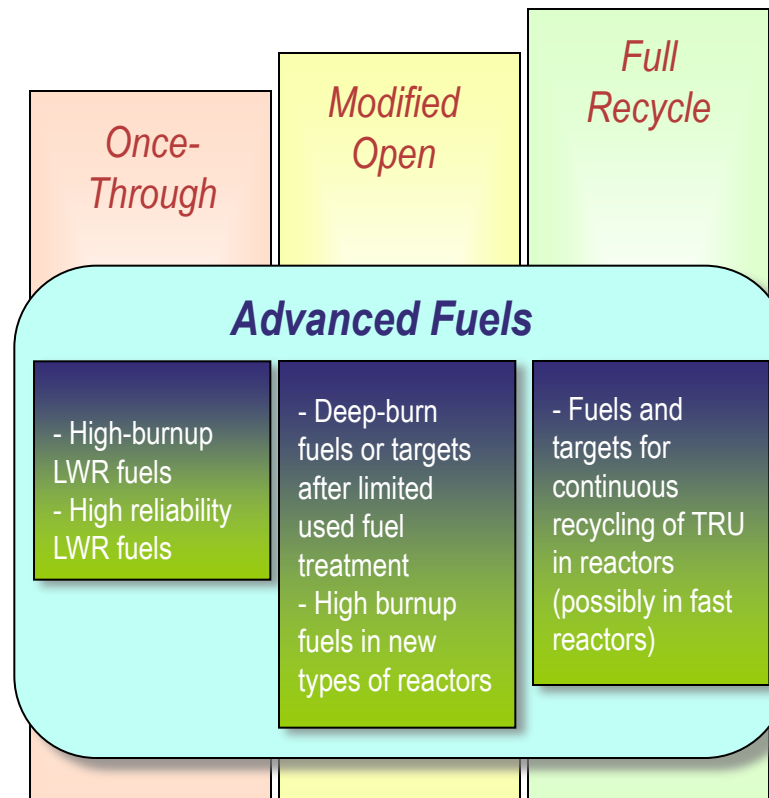 Once-
Through
Modified
Open
Full
Recycle
Advanced Fuels
- High-burnup
LWR fuels
- High reliability
LWR fuels
- Deep-burn
fuels or targets
after limited
used fuel
treatment
- High burnup
fuels in new
types of reactors
- Fuels and
targets for
continuous
recycling of TRU
in reactors
(possibly in fast
reactors)